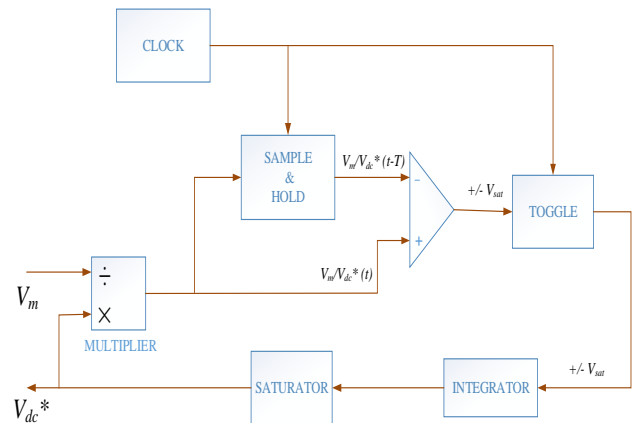 CLOCK
SAMPLE
&
HOLD
Vm/Vdc* (t-T)
-
+/- Vsat
TOGGLE
+
÷
Vm
×
Vm/Vdc* (t)
MULTIPLIER
+/- Vsat
SATURATOR
INTEGRATOR
Vdc*